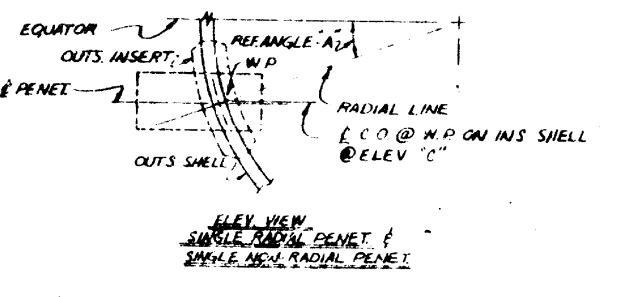 EQUATOR
REF. ANGLE "A"
OUTS. INSERT
W.P.
℄ PENET.
RADIAL LINE
℄ C.O. @ W.P. ON INS SHELL
@ ELEV "C"
OUTS SHELL
ELEV. VIEW
SINGLE RADIAL PENET. &
SINGLE NON-RADIAL PENET.